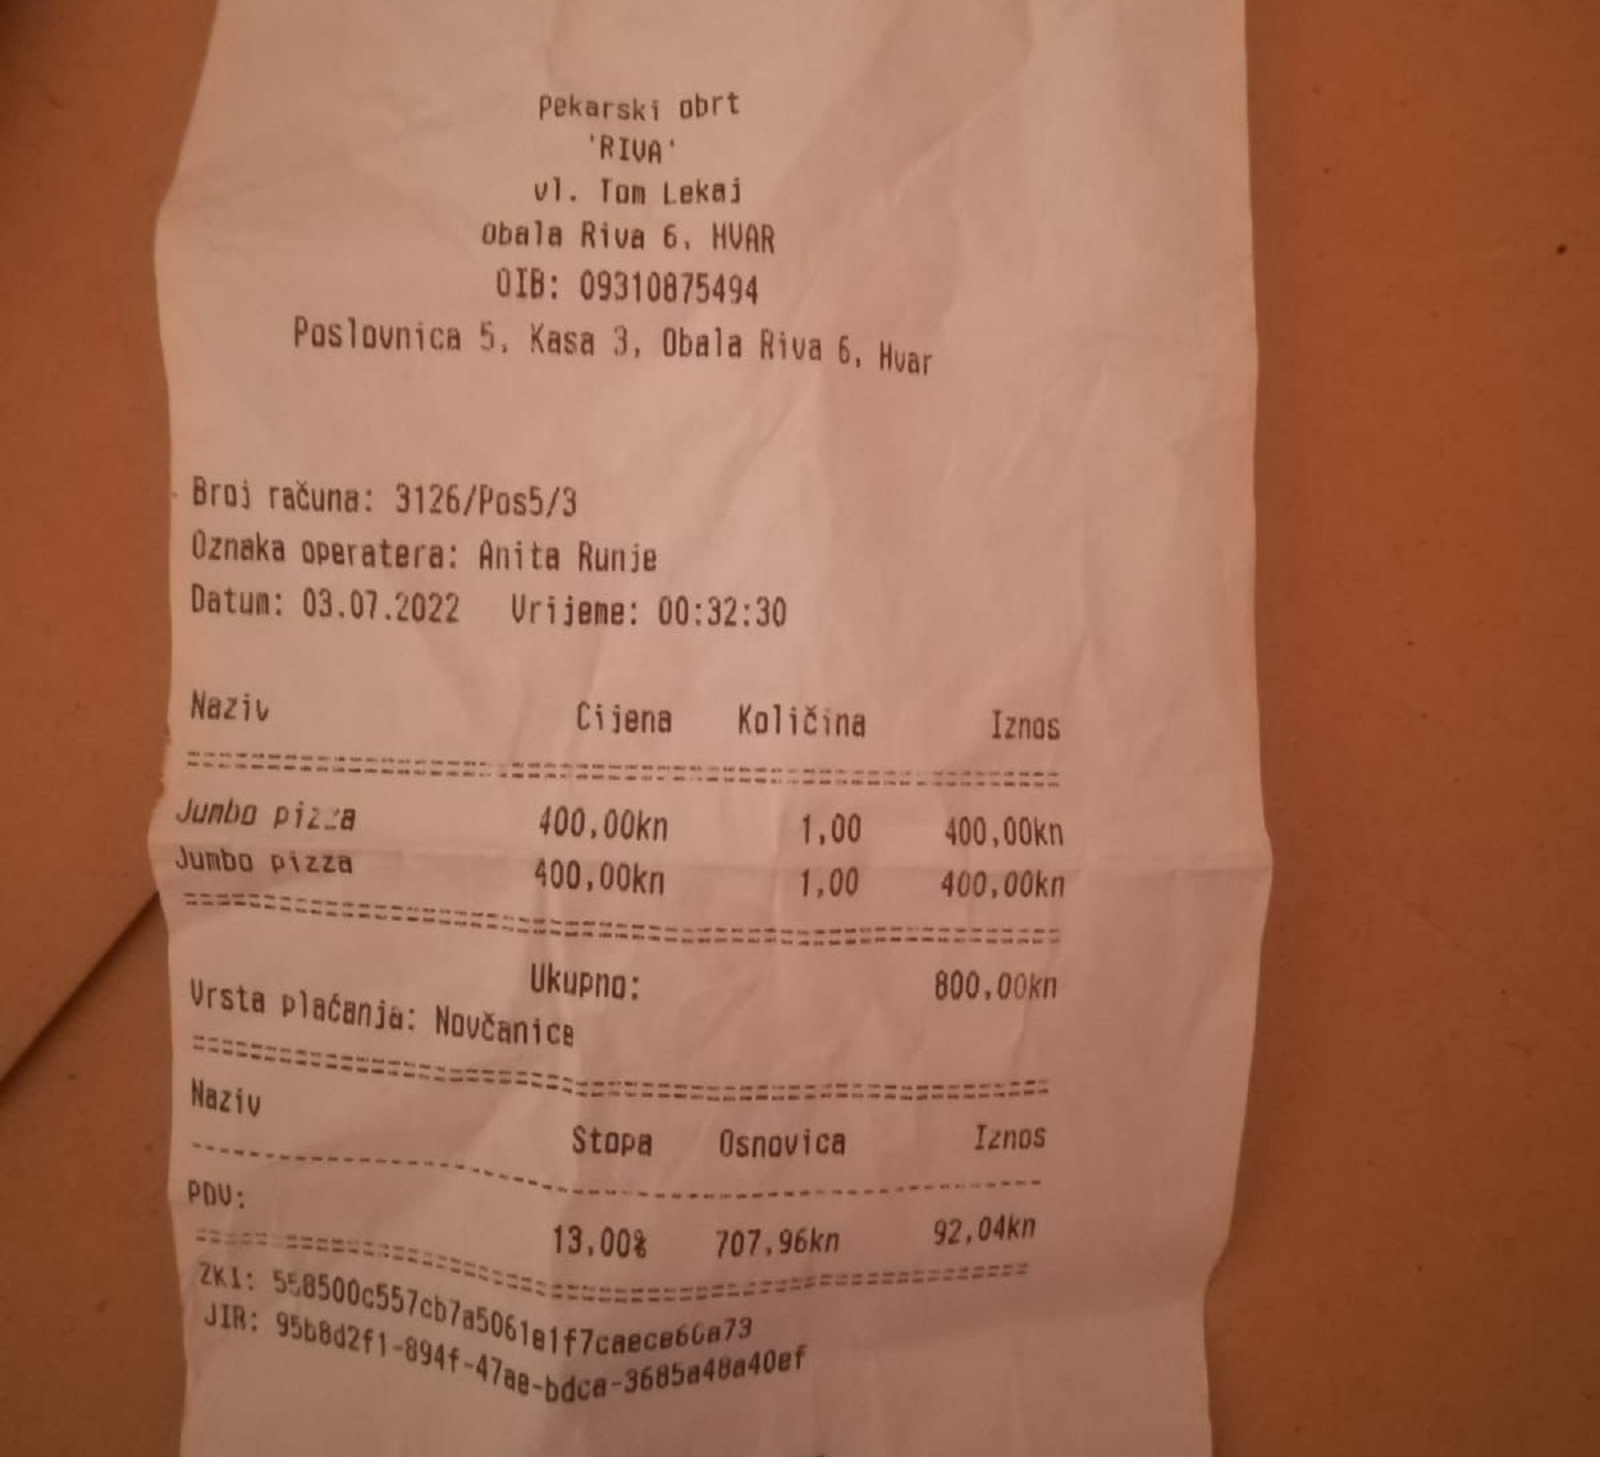 Pekarski obrt
'RIVA'
vl. Tom Lekaj
Obala Riva 6, HVAR
OIB: 09310875494
Poslovnica 5, Kasa 3, Obala Riva 6, Hvar
Broj računa: 3126/Pos5/3
Oznaka operatera: Anita Runje
Datum: 03.07.2022 Vrijeme: 00:32:30
Naziv Cijena Količina Iznos
Jumbo pizza 400,00kn 1,00 400,00kn
Jumbo pizza 400,00kn 1,00 400,00kn
Ukupno: 800,00kn
Vrsta plaćanja: Novčanice
Naziv Stopa Osnovica Iznos
PDV: 13,00% 707,96kn 92,04kn
ZKI:
JIR: 95b8d2f1-894f-47ae-bdca-3685a48a40ef